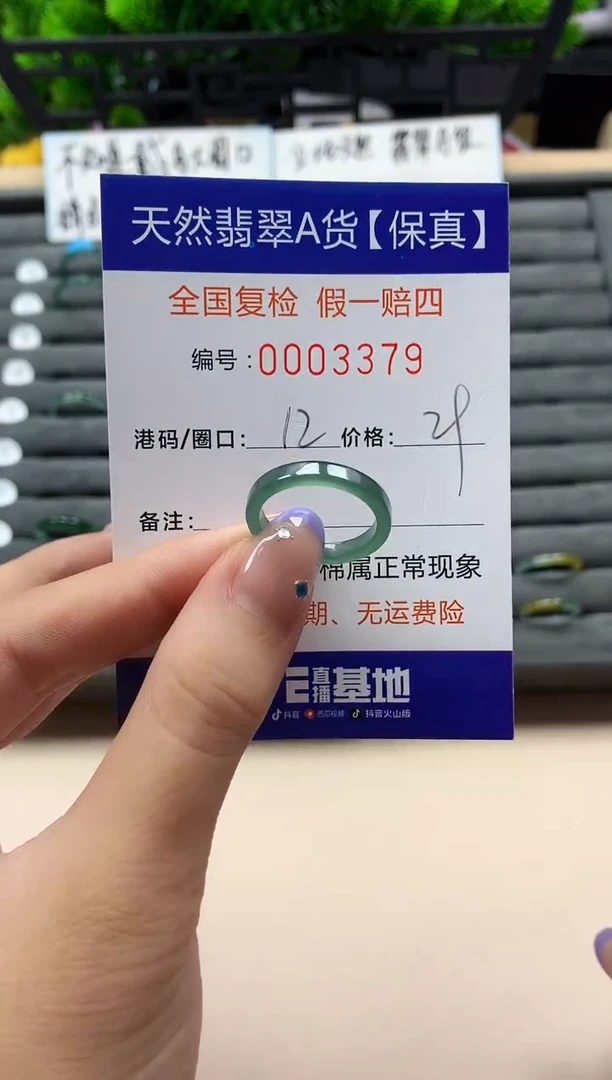 天然翡翠A货【保真】
全国复检 假一赔四
编号:0003379
港码/圈口: 12 价格:
备注:
棉属正常现象
期、无运费险
直播基地
抖音 西瓜视频 抖音火山版